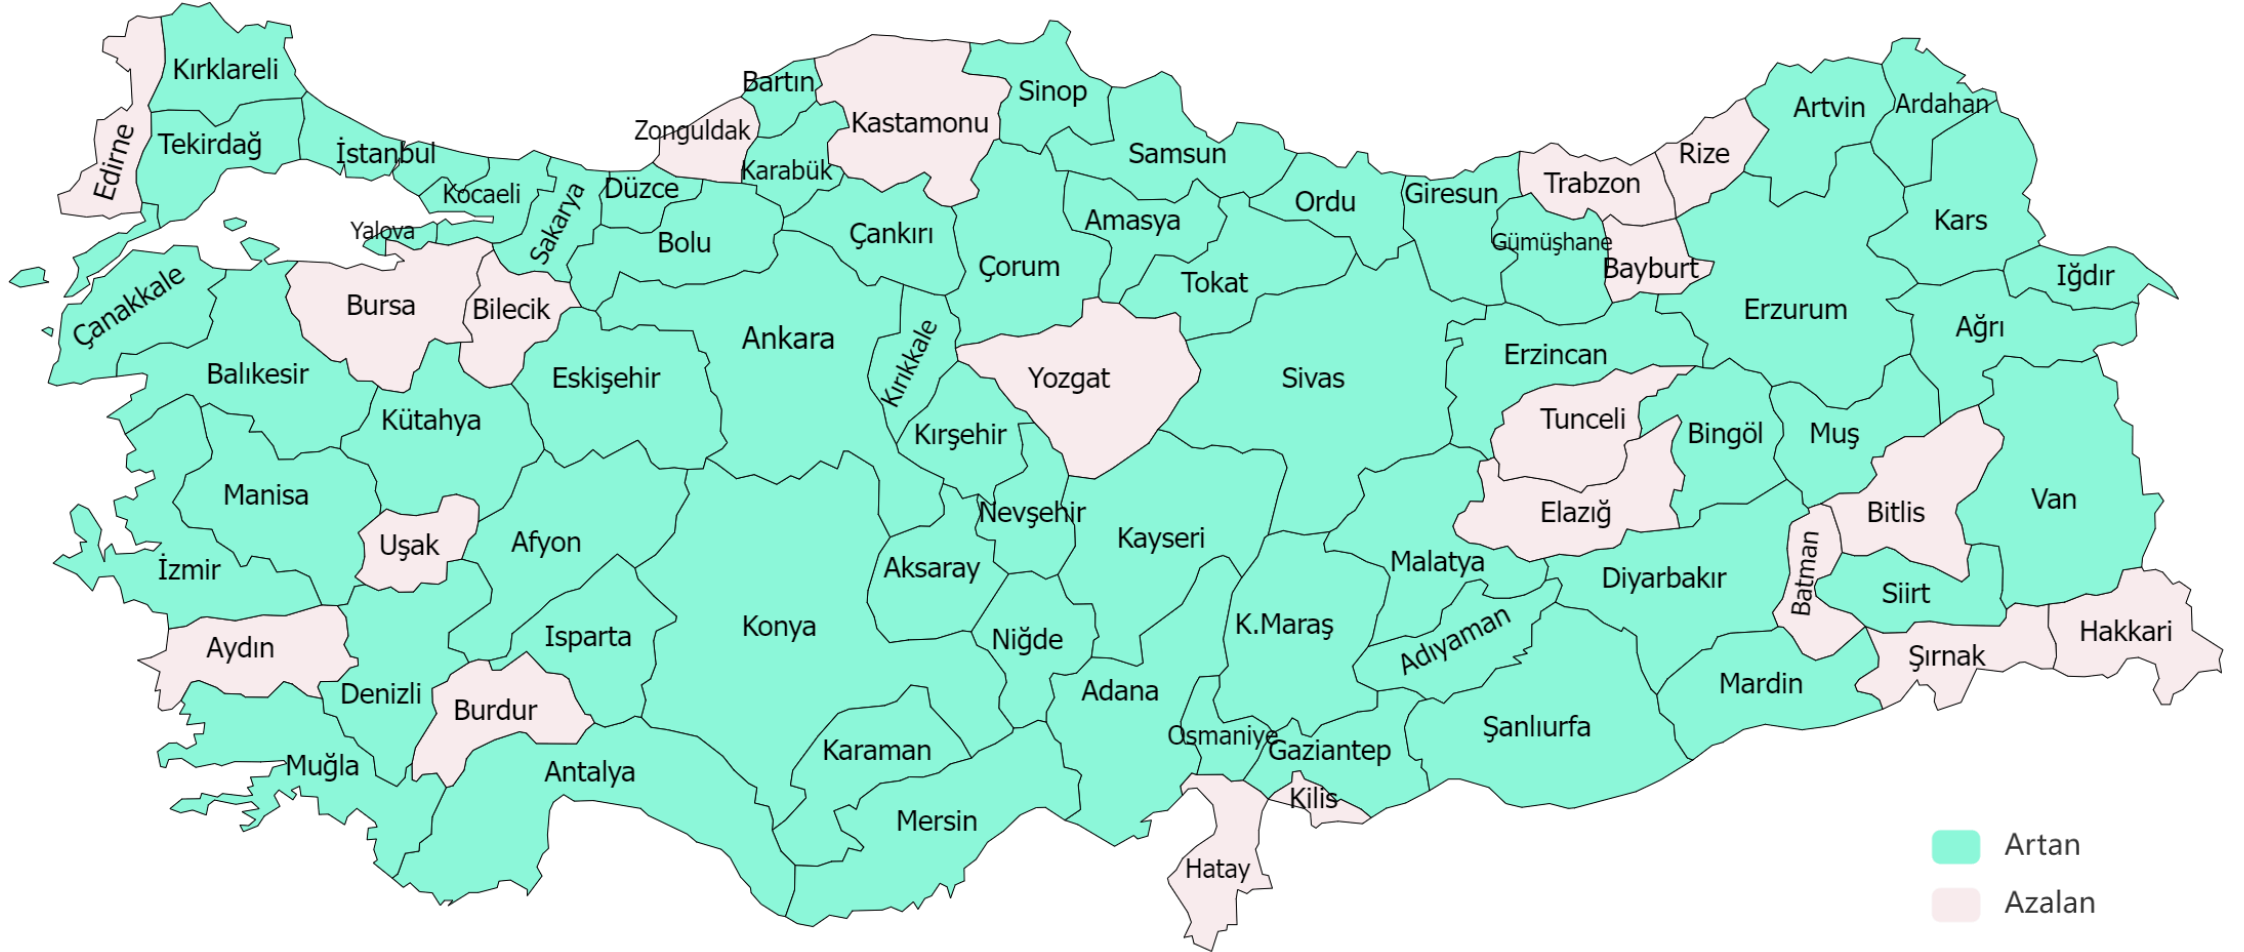 Kırklareli
Edirne
Tekirdağ
İstanbul
Kocaeli
Yalova
Sakarya
Düzce
Bolu
Zonguldak
Bartın
Karabük
Kastamonu
Çankırı
Sinop
Samsun
Amasya
Çorum
Tokat
Ordu
Giresun
Gümüşhane
Trabzon
Rize
Bayburt
Artvin
Ardahan
Kars
Iğdır
Ağrı
Erzurum
Erzincan
Çanakkale
Balıkesir
Bursa
Bilecik
Kütahya
Eskişehir
Ankara
Kırıkkale
Kırşehir
Yozgat
Sivas
Tunceli
Bingöl
Muş
Elazığ
Bitlis
Van
Manisa
İzmir
Uşak
Afyon
Aksaray
Nevşehir
Kayseri
Malatya
Diyarbakır
Batman
Siirt
Aydın
Denizli
Isparta
Burdur
Konya
Niğde
Adana
K.Maraş
Adıyaman
Şanlıurfa
Mardin
Şırnak
Hakkari
Muğla
Antalya
Karaman
Mersin
Osmaniye
Gaziantep
Kilis
Hatay
Artan
Azalan